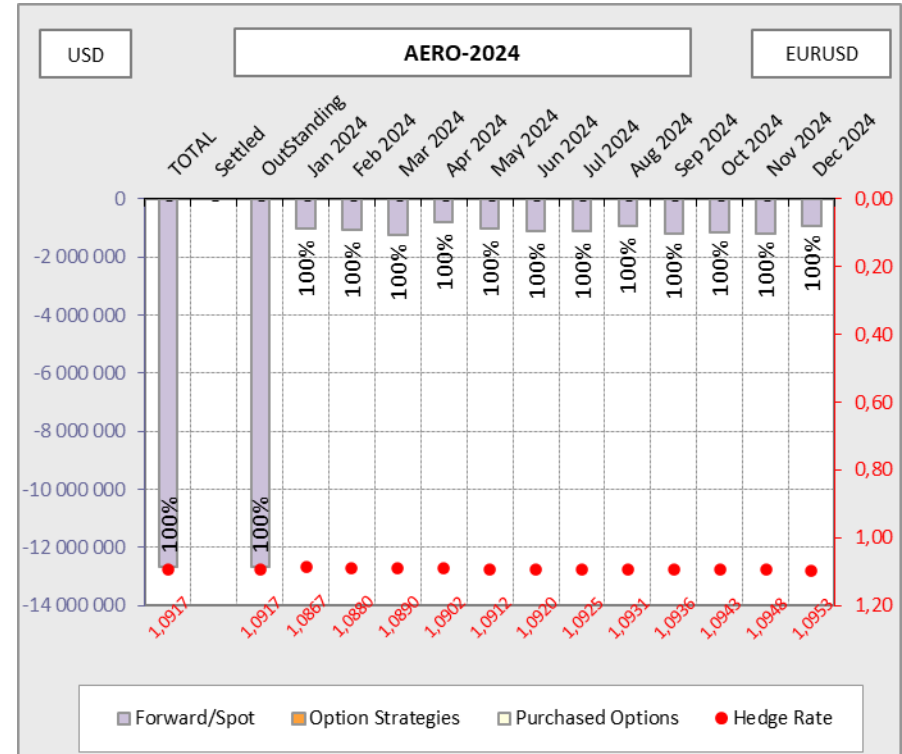 USD
AERO-2024
EURUSD
TOTAL
Settled
OutStanding
Jan 2024
Feb 2024
Mar 2024
Apr 2024
May 2024
Jun 2024
Jul 2024
Aug 2024
Sep 2024
Oct 2024
Nov 2024
Dec 2024
0
-2 000 000
-4 000 000
-6 000 000
-8 000 000
-10 000 000
-12 000 000
-14 000 000
100%
100%
100%
100%
100%
100%
100%
100%
100%
100%
100%
100%
100%
100%
0,00
0,20
0,40
0,60
0,80
1,00
1,20
1,0917
1,0917
1,0867
1,0880
1,0890
1,0902
1,0912
1,0920
1,0925
1,0931
1,0936
1,0943
1,0948
1,0953
Forward/Spot
Option Strategies
Purchased Options
Hedge Rate